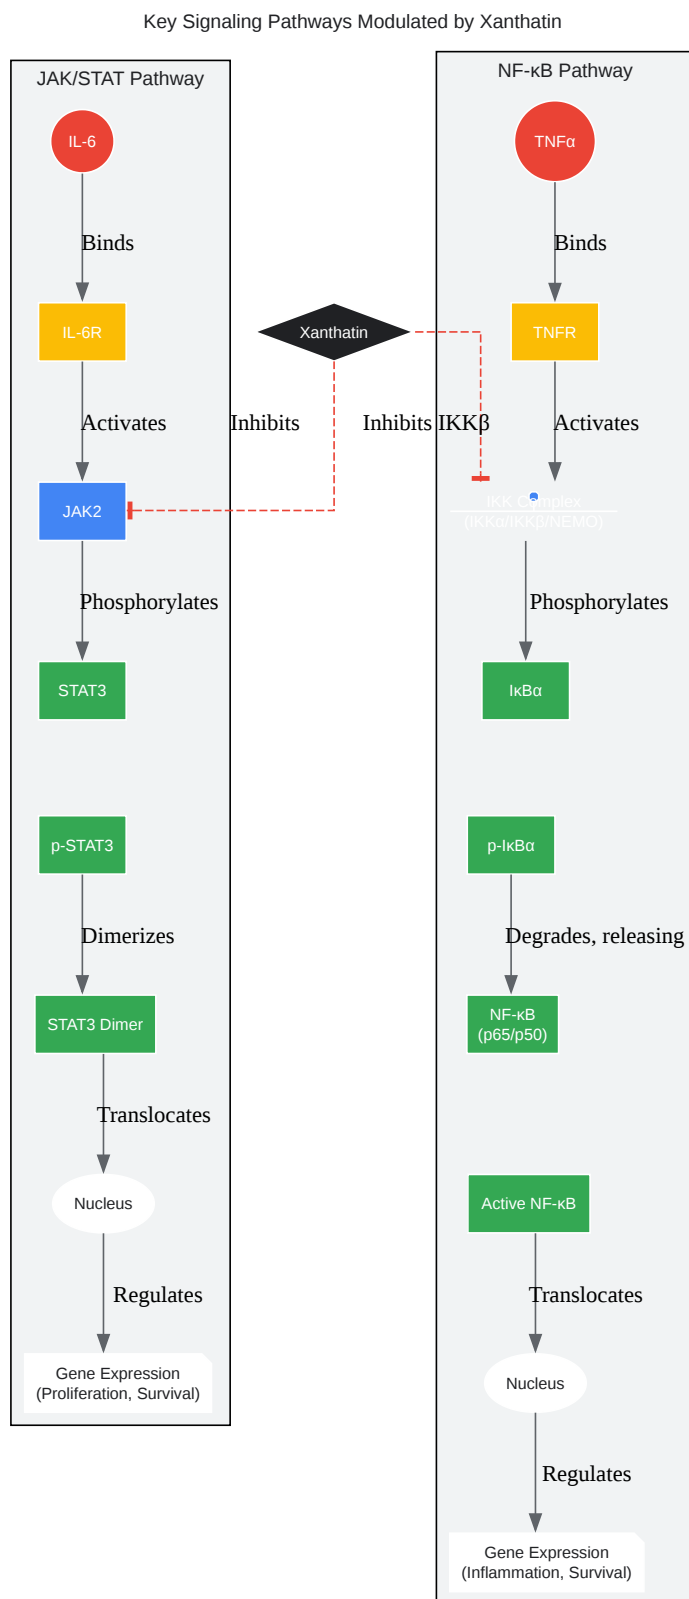 Key Signaling Pathways Modulated by Xanthatin
JAK/STAT Pathway
IL-6
Binds
IL-6R
Activates
JAK2
Phosphorylates
STAT3
p-STAT3
Dimerizes
STAT3 Dimer
Translocates
Nucleus
Regulates
Gene Expression
(Proliferation, Survival)
Xanthatin
Inhibits
Inhibits IKKβ
NF-κB Pathway
TNFα
Binds
TNFR
Activates
IKK Complex
(IKKα/IKKβ/NEMO)
Phosphorylates
IκBα
p-IκBα
Degrades, releasing
NF-κB
(p65/p50)
Active NF-κB
Translocates
Nucleus
Regulates
Gene Expression
(Inflammation, Survival)